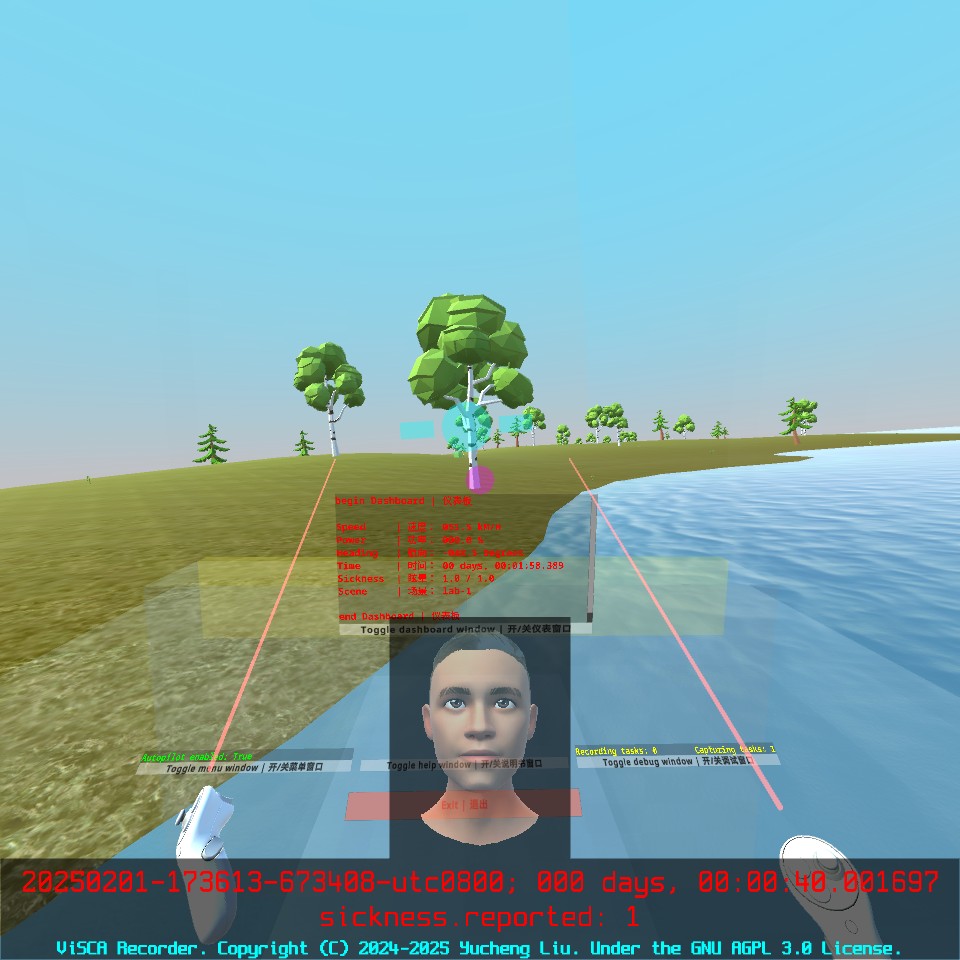 begin Dashboard | 仪表板
Speed | 速度:
Power | 功率:
Heading
Time | 时间: 00 days, 00:01:58.389
Sickness | 眩晕: 1.0 / 1.0
Scene | 场景: lab-1
end Dashboard | 仪表板
Toggle dashboard window | 开/关仪表窗口
Autopilot enabled: True
Recording tasks: 0 Capturing tasks: 1
Toggle menu window | 开/关菜单窗口
Toggle help window | 开/关说明书窗口
Toggle debug window | 开/关调试窗口
Exit | 退出
20250201-173613-673408-utc0800; 000 days, 00:00:40.001697
sickness.reported: 1
ViSCA Recorder. Copyright (C) 2024-2025 Yucheng Liu. Under the GNU AGPL 3.0 License.